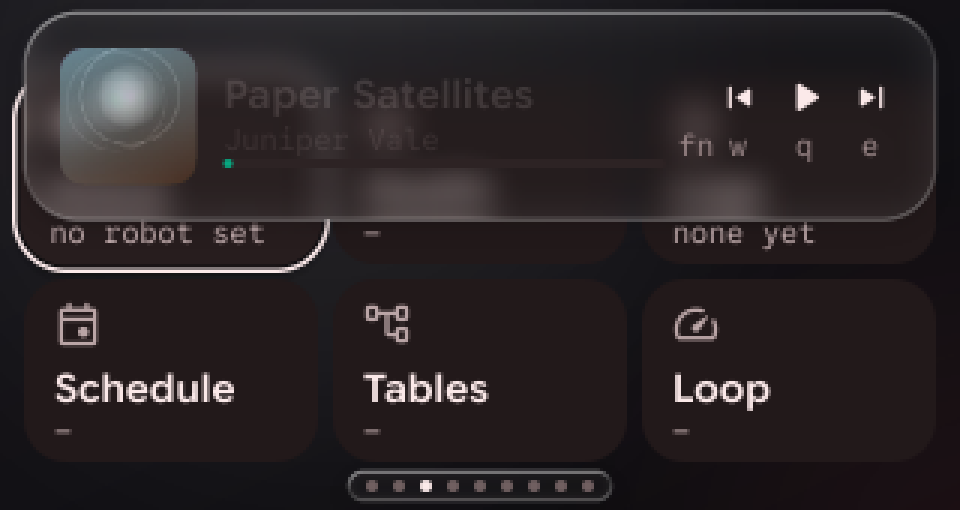 Paper Satellites
Juniper Vale
fn w q e
no robot set
–
none yet
Schedule
Tables
Loop
–
–
–